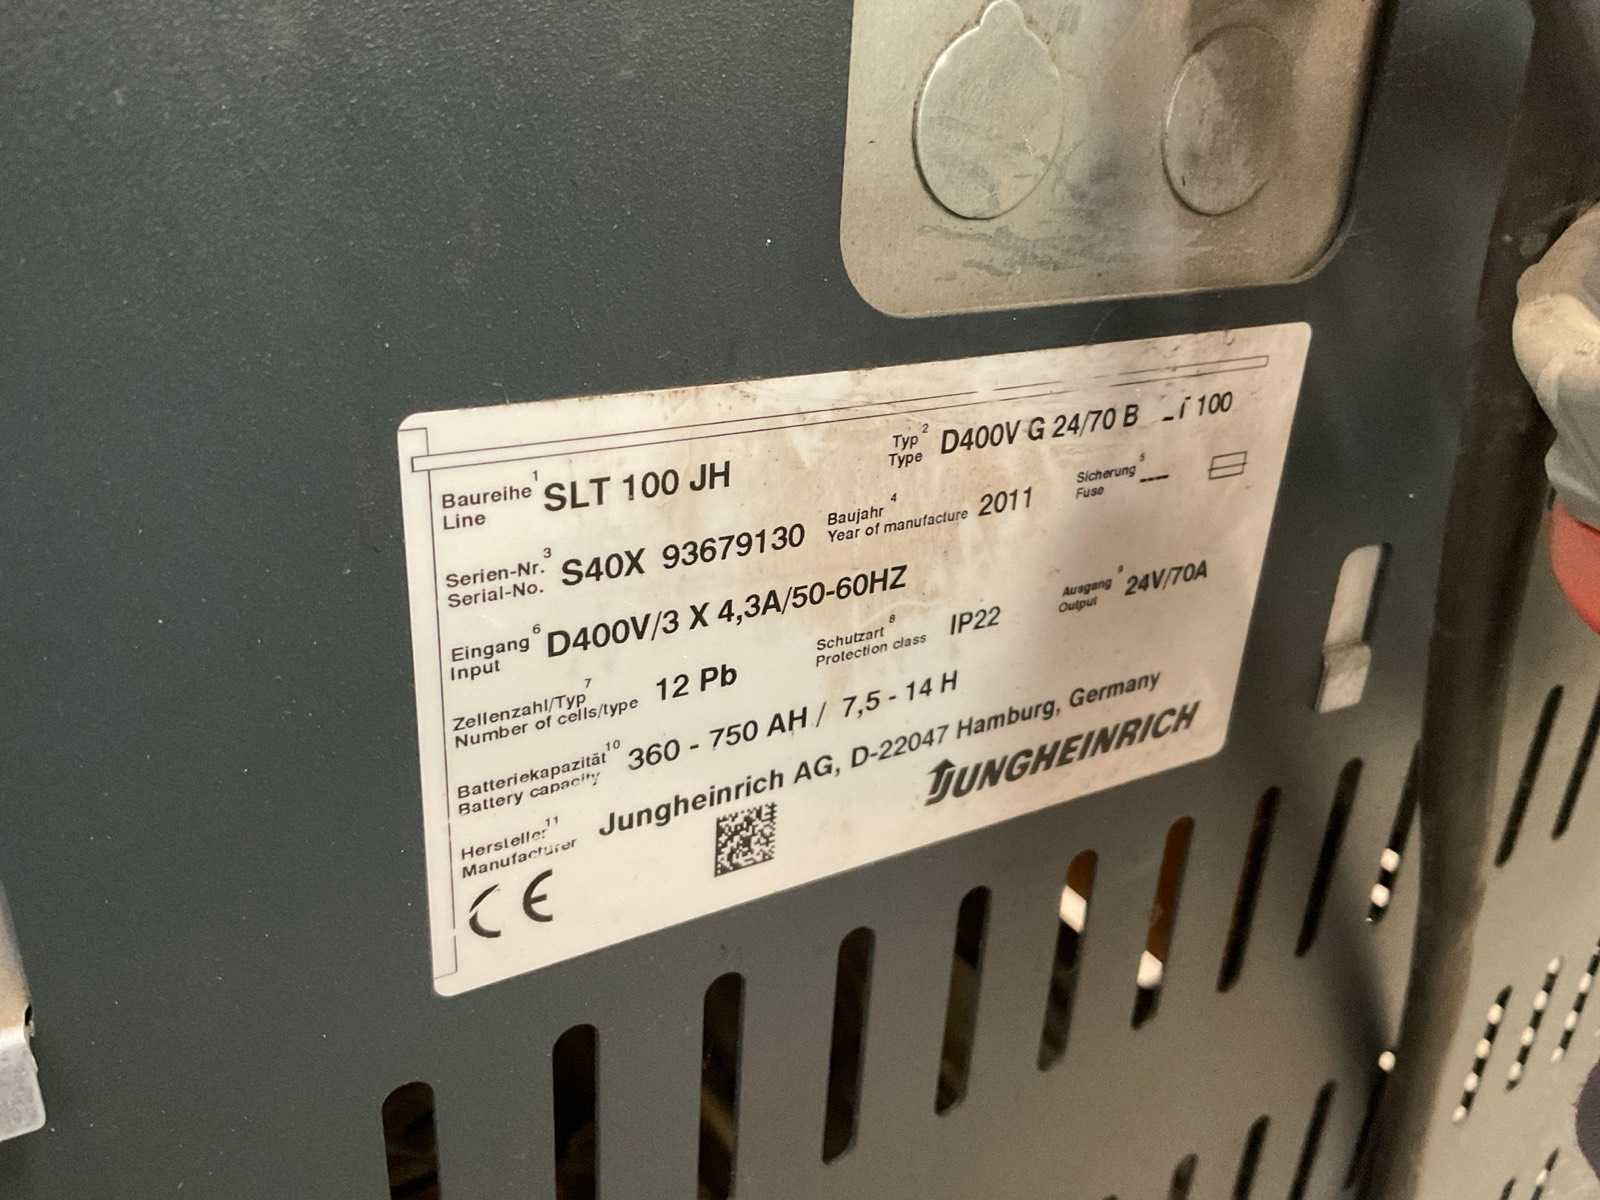 Baureihe 1 SLT 100 JH Typ 2 D400V G 24/70 B 100
Line Type
Serien-Nr. 3 S40X 93679130 Baujahr 4 2011 Sicherung 5 ---
Serial-No. Year of manufacture Fuse
Eingang 6 D400V/3 X 4,3A/50-60HZ Ausgang 9 24V/70A
Input Output
Zellenzahl/Typ 7 12 Pb Schutzart 8 IP22
Number of cells/type Protection class
Batteriekapazität 10 360 - 750 AH / 7,5 - 14 H
Battery capacity
Hersteller 11 Jungheinrich AG, D-22047 Hamburg, Germany
Manufacturer
CE JUNGHEINRICH